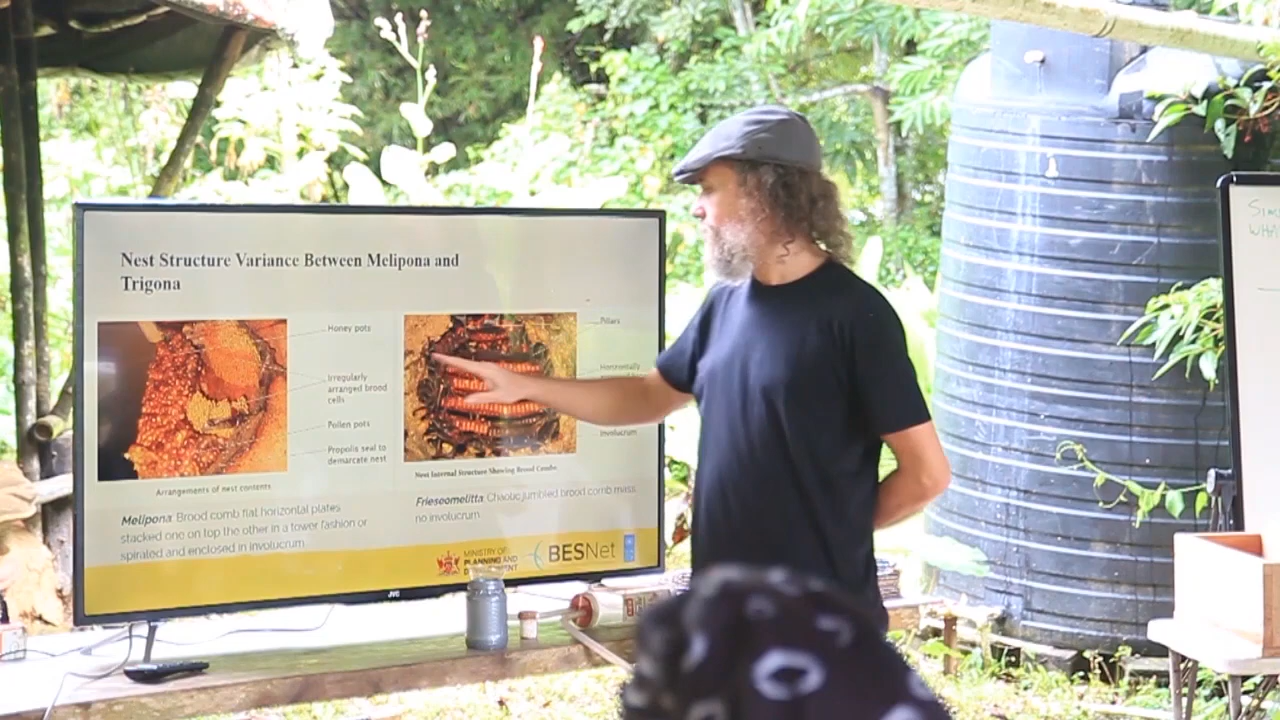 Nest Structure Variance Between Melipona and
Trigona
Honey pots
Irregularly
arranged brood
cells
Pollen pots
Propolis seal to
demarcate nest
Arrangements of nest contents
Pillars
Horizontally
Involucrum
Nest Internal Structure Showing Brood Combs.
Melipona: Brood comb flat horizontal plates
stacked one on top the other in a tower fashion or
spiraled and enclosed in involucrum
Frieseomelitta: Chaotic jumbled brood comb mass,
no involucrum
MINISTRY OF
PLANNING AND
DEVELOPMENT
BESNet
JVC